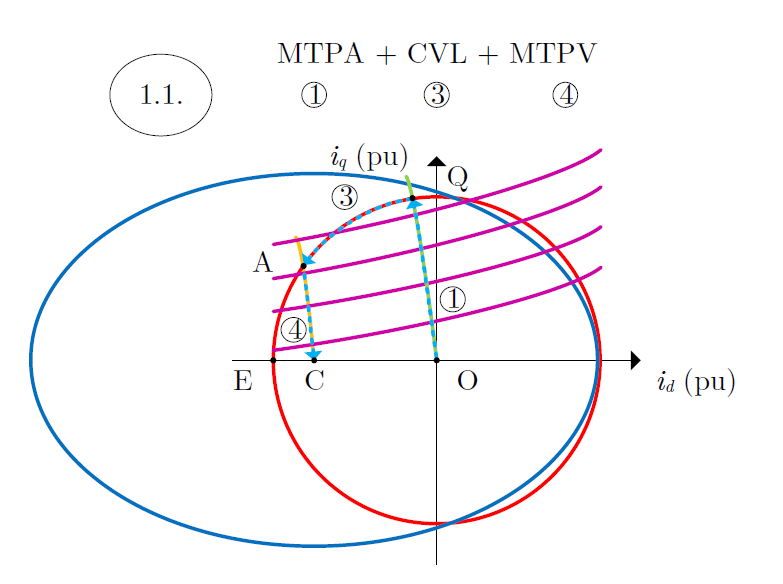 MTPA + CVL + MTPV
1.1.
① ③ ④
i_q (pu)
Q
③
A
①
④
E C O
i_d (pu)